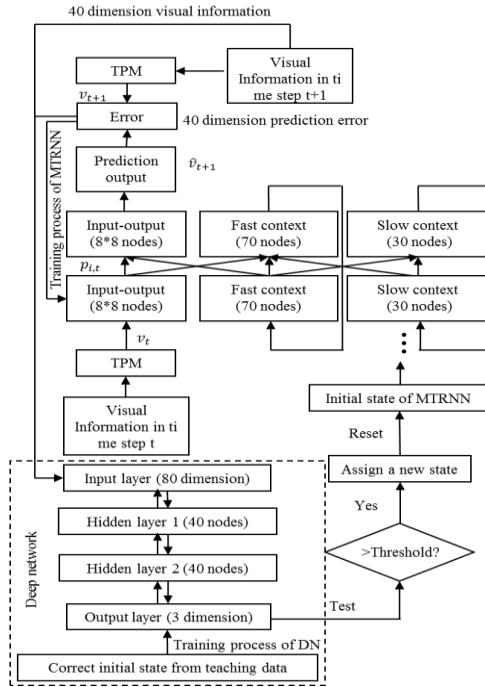 40 dimension visual information
TPM
Visual
Information in ti
me step t+1
v_{t+1}
Error
40 dimension prediction error
Prediction
output
v̂_{t+1}
Training process of MTRNN
Input-output
(8*8 nodes)
Fast context
(70 nodes)
Slow context
(30 nodes)
p_{i,t}
Input-output
(8*8 nodes)
Fast context
(70 nodes)
Slow context
(30 nodes)
v_t
TPM
Visual
Information in ti
me step t
Initial state of MTRNN
Reset
Assign a new state
Yes
>Threshold?
Test
Deep network
Input layer (80 dimension)
Hidden layer 1 (40 nodes)
Hidden layer 2 (40 nodes)
Output layer (3 dimension)
Training process of DN
Correct initial state from teaching data